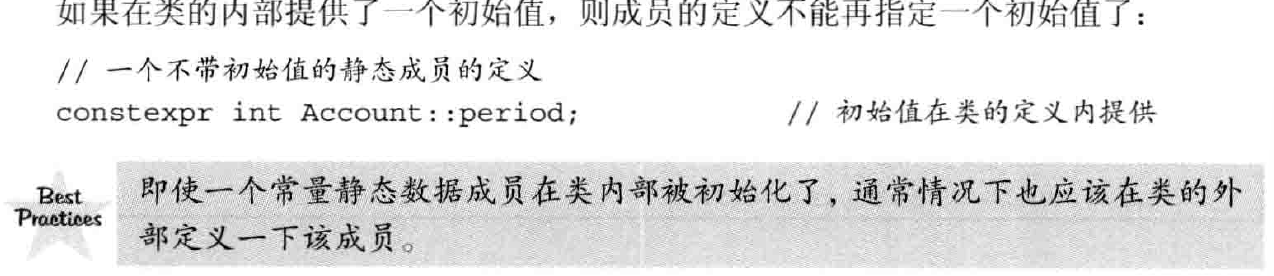 如果在类的内部提供了一个初始值，则成员的定义不能再指定一个初始值了：
// 一个不带初始值的静态成员的定义
constexpr int Account::period; // 初始值在类的定义内提供
Best
Practices
即使一个常量静态数据成员在类内部被初始化了，通常情况下也应该在类的外
部定义一下该成员。